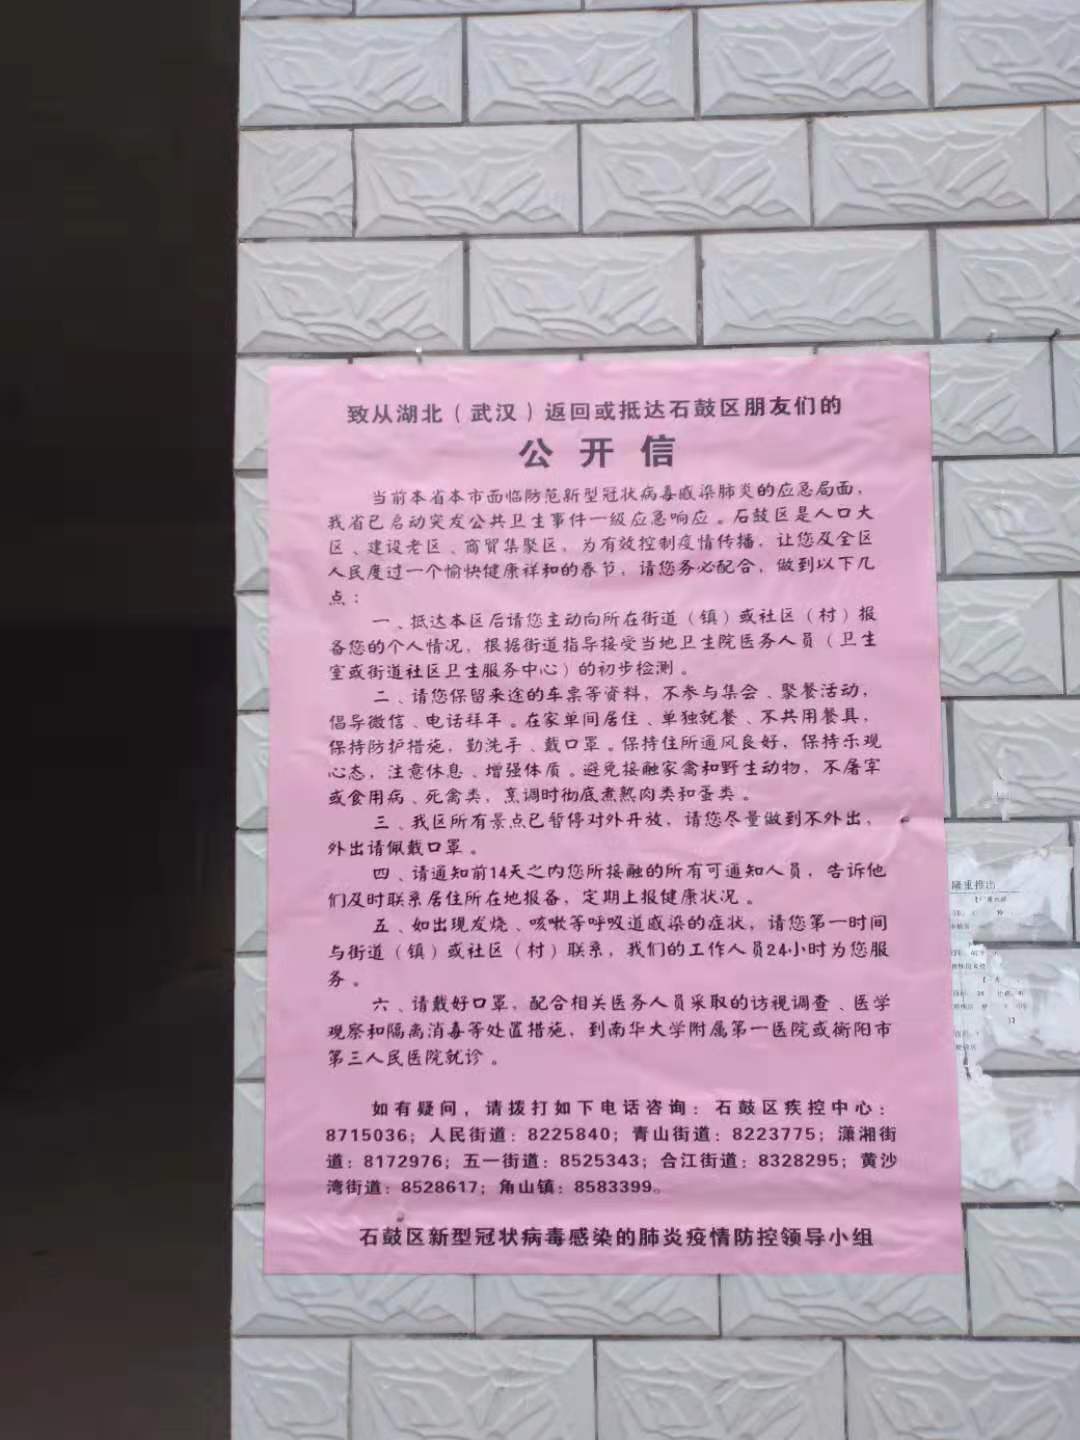 致从湖北（武汉）返回或抵达石鼓区朋友们的
公开信
当前本省本市面临防范新型冠状病毒感染肺炎的应急局面，
我省已启动突发公共卫生事件一级应急响应。石鼓区是人口大
区、建设老区、商贸集聚区，为有效控制疫情传播，让您及全区
人民度过一个愉快健康祥和的春节，请您务必配合，做到以下几
点：
一、抵达本区后请您主动向所在街道（镇）或社区（村）报
备您的个人情况，根据街道指导接受当地卫生院医务人员（卫生
室或街道社区卫生服务中心）的初步检测。
二、请您保留来途的车票等资料，不参与集会、聚餐活动，
倡导微信、电话拜年。在家单间居住、单独就餐、不共用餐具，
保持防护措施，勤洗手、戴口罩。保持住所通风良好，保持乐观
心态，注意休息、增强体质。避免接触家禽和野生动物，不屠宰
或食用病、死禽类，烹调时彻底煮熟肉类和蛋类。
三、我区所有景点已暂停对外开放，请您尽量做到不外出，
外出请佩戴口罩。
四、请通知前14天之内您所接触的所有可通知人员，告诉他
们及时联系居住所在地报备，定期上报健康状况。
五、如出现发烧、咳嗽等呼吸道感染的症状，请您第一时间
与街道（镇）或社区（村）联系，我们的工作人员24小时为您服
务。
六、请戴好口罩，配合相关医务人员采取的访视调查、医学
观察和隔离消毒等处置措施，到南华大学附属第一医院或衡阳市
第三人民医院就诊。
如有疑问，请拨打如下电话咨询：石鼓区疾控中心：
8715036；人民街道：8225840；青山街道：8223775；潇湘街
道：8172976；五一街道：8525343；合江街道：8328295；黄沙
湾街道：8528617；角山镇：8583399。
石鼓区新型冠状病毒感染的肺炎疫情防控领导小组
隆重推出